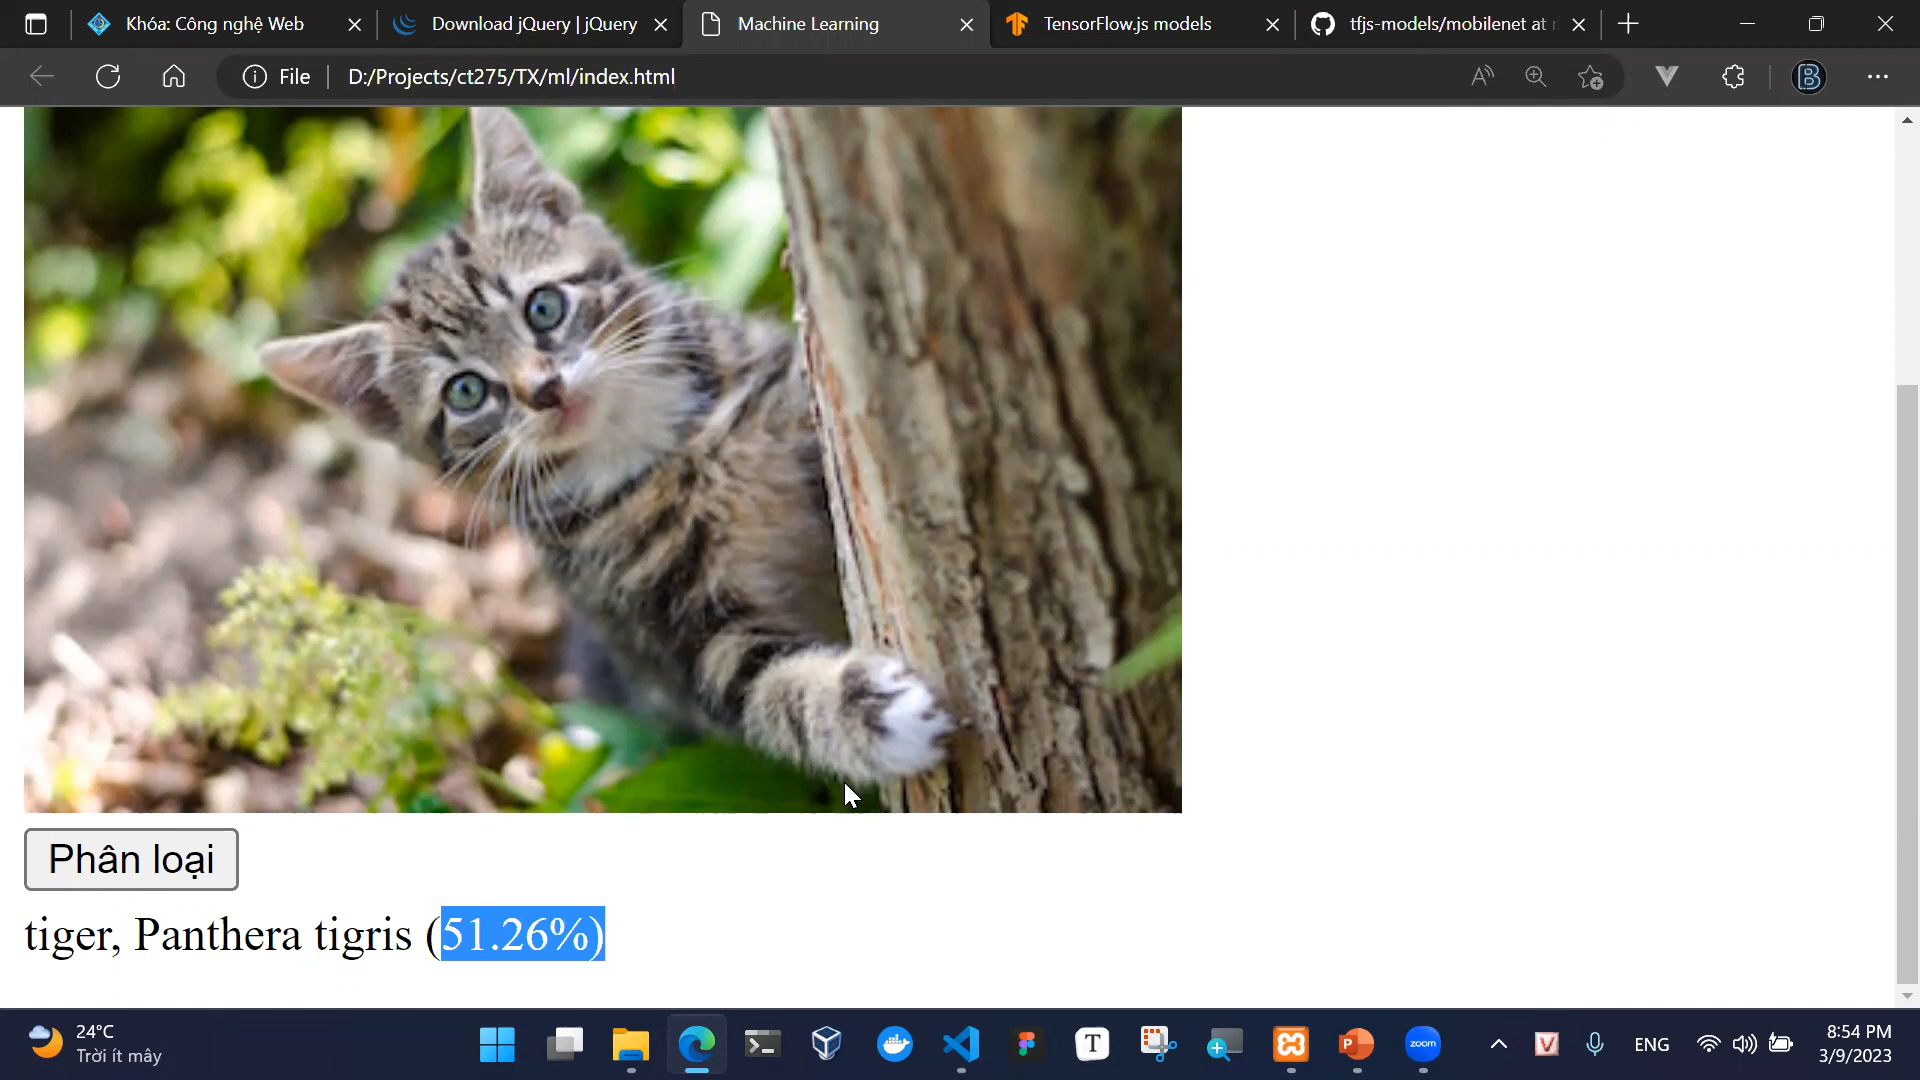 Khóa: Công nghệ Web
Download jQuery | jQuery
Machine Learning
TensorFlow.js models
tfjs-models/mobilenet at
File
D:/Projects/ct275/TX/ml/index.html
Phân loại
tiger, Panthera tigris (51.26%)
24°C
Trời ít mây
T
zoom
V
ENG
8:54 PM
3/9/2023